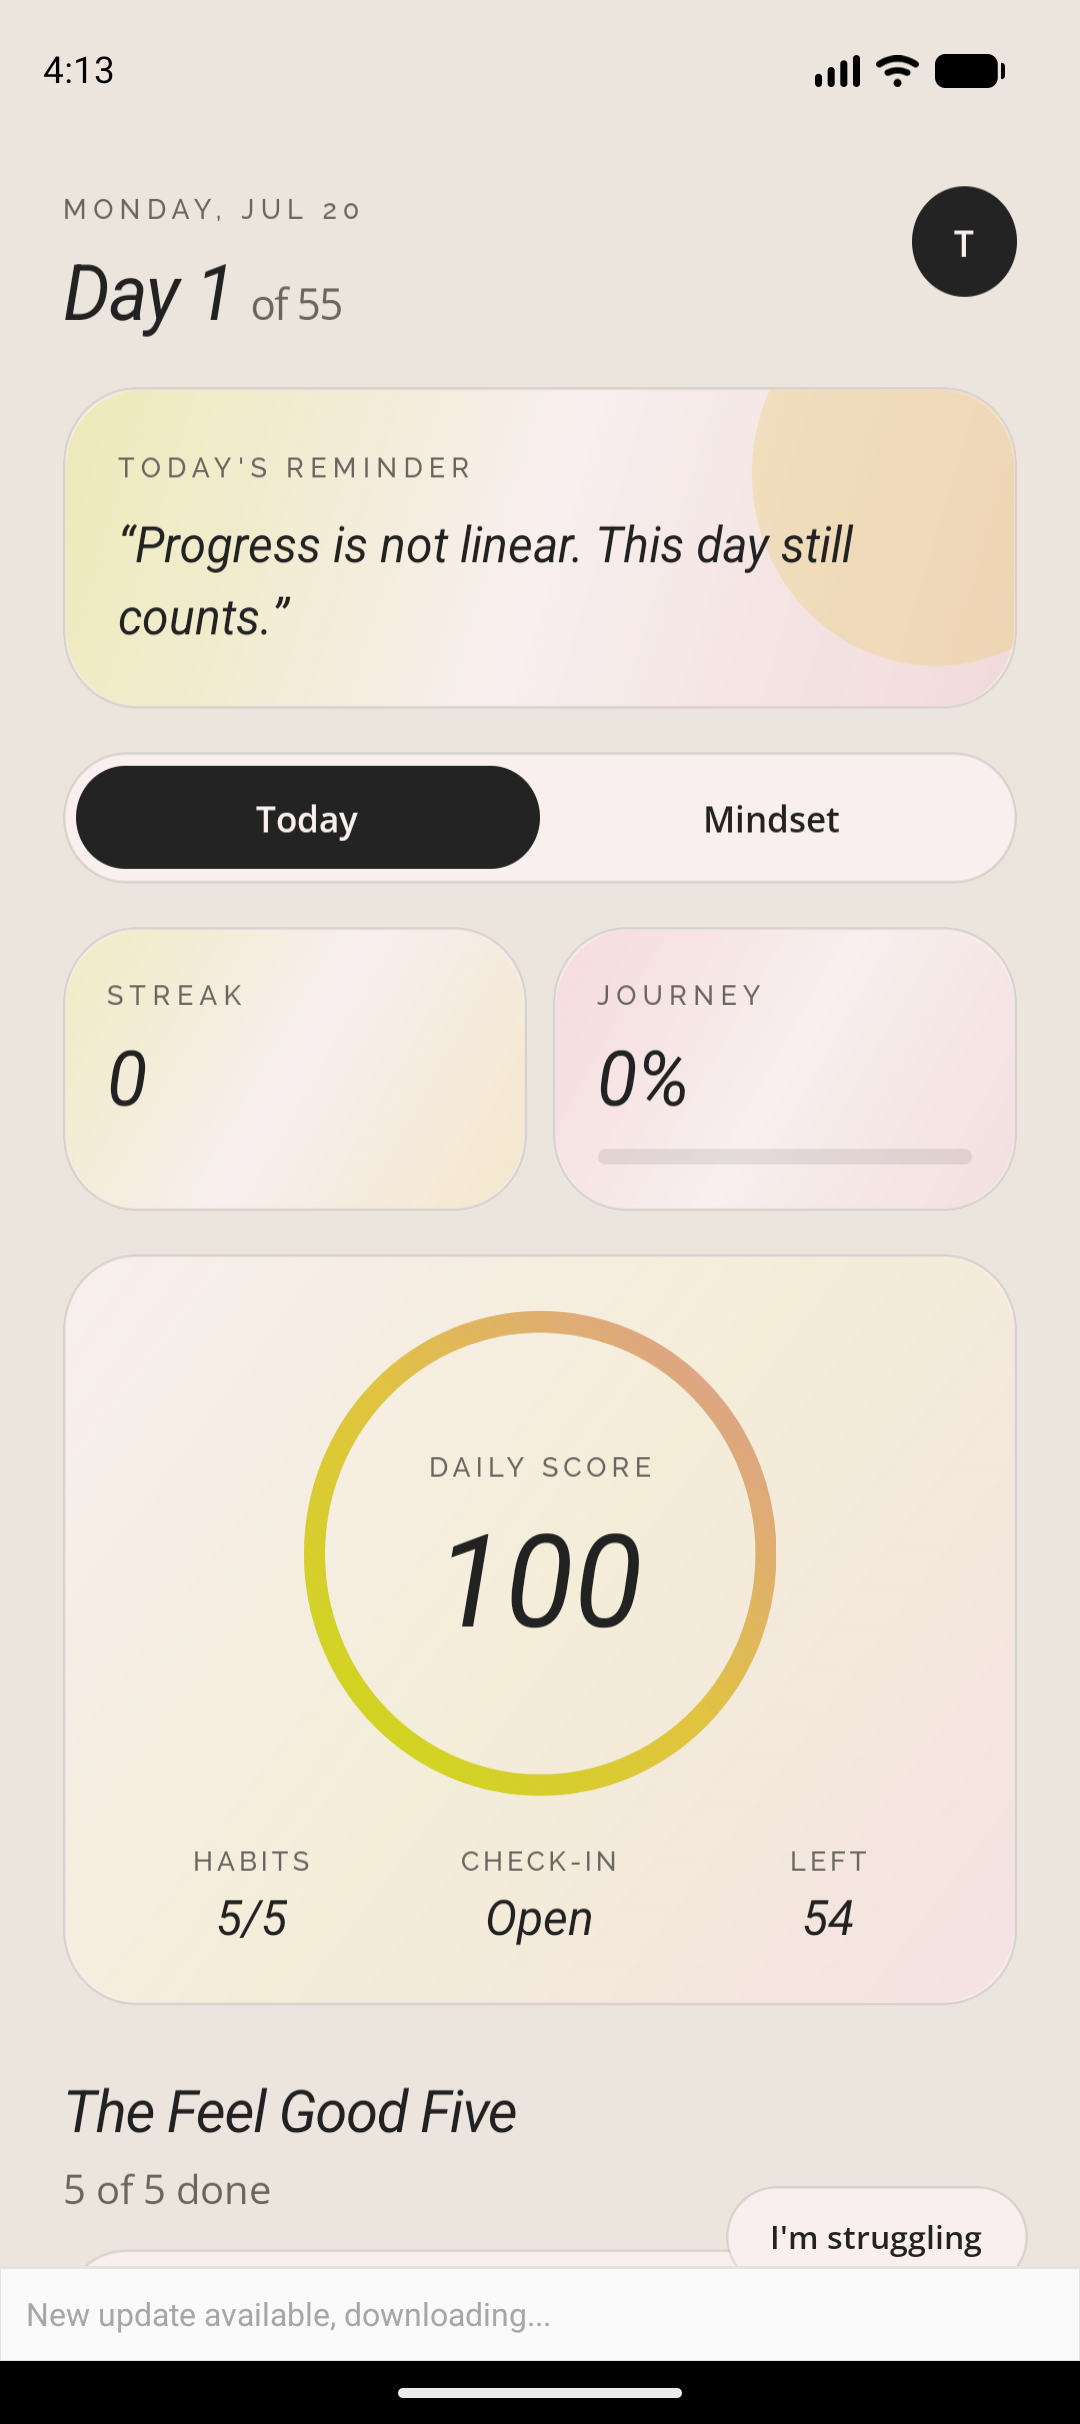 4:13
MONDAY, JUL 20
Day 1 of 55
T
TODAY'S REMINDER
“Progress is not linear. This day still
counts.”
Today
Mindset
STREAK
0
JOURNEY
0%
DAILY SCORE
100
HABITS
5/5
CHECK-IN
Open
LEFT
54
The Feel Good Five
5 of 5 done
I'm struggling
New update available, downloading...